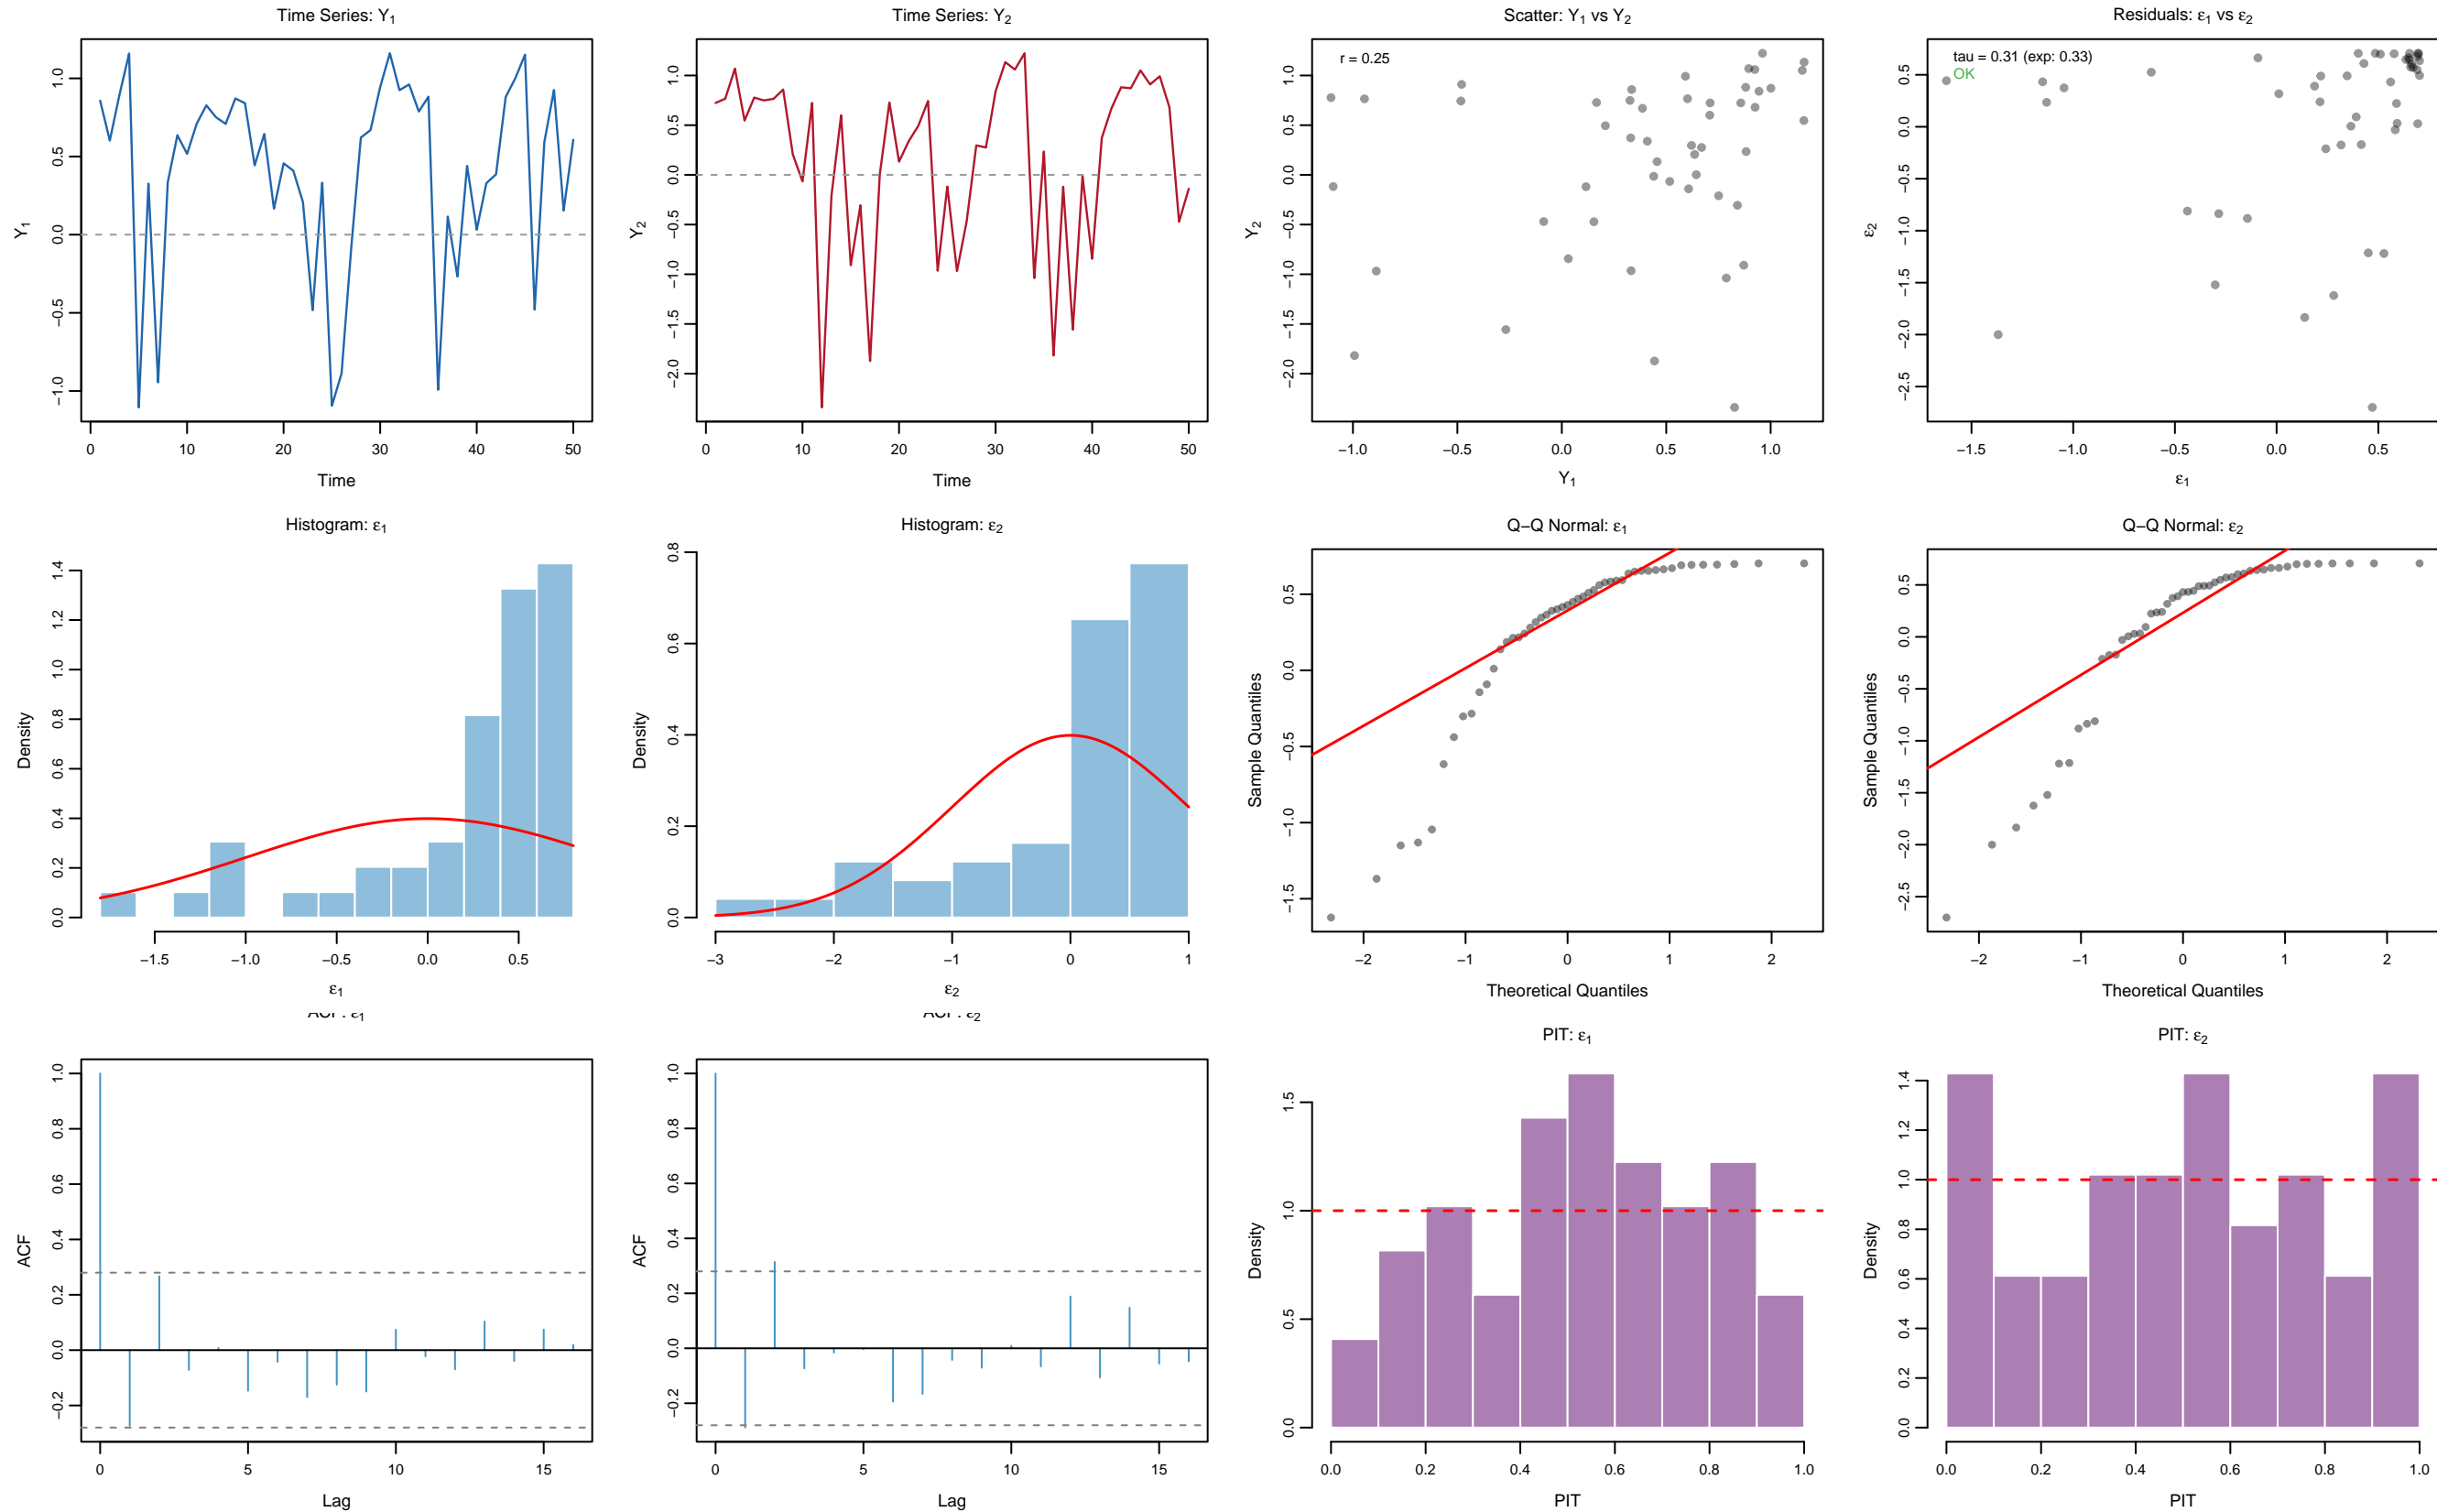 Time Series: Y1
1.0
0.5
0.0
−0.5
−1.0
Y1
0 10 20 30 40 50
Time
Time Series: Y2
1.0
0.5
0.0
−0.5
−1.0
−1.5
−2.0
Y2
0 10 20 30 40 50
Time
Scatter: Y1 vs Y2
r = 0.25
1.0
0.5
0.0
−0.5
−1.0
−1.5
−2.0
Y2
−1.0 −0.5 0.0 0.5 1.0
Y1
Residuals: ε1 vs ε2
tau = 0.31 (exp: 0.33)
OK
0.5
0.0
−0.5
−1.0
−1.5
−2.0
−2.5
ε2
−1.5 −1.0 −0.5 0.0 0.5
ε1
Histogram: ε1
1.4
1.2
1.0
0.8
0.6
0.4
0.2
0.0
Density
−1.5 −1.0 −0.5 0.0 0.5
ε1
Histogram: ε2
0.8
0.6
0.4
0.2
0.0
Density
−3 −2 −1 0 1
ε2
Q−Q Normal: ε1
0.5
0.0
−0.5
−1.0
−1.5
Sample Quantiles
−2 −1 0 1 2
Theoretical Quantiles
Q−Q Normal: ε2
0.5
0.0
−0.5
−1.0
−1.5
−2.0
−2.5
Sample Quantiles
−2 −1 0 1 2
Theoretical Quantiles
ACF: ε1
1.0
0.8
0.6
0.4
0.2
0.0
−0.2
ACF
0 5 10 15
Lag
ACF: ε2
1.0
0.8
0.6
0.4
0.2
0.0
−0.2
ACF
0 5 10 15
Lag
PIT: ε1
1.5
1.0
0.5
0.0
Density
0.0 0.2 0.4 0.6 0.8 1.0
PIT
PIT: ε2
1.4
1.2
1.0
0.8
0.6
0.4
0.2
0.0
Density
0.0 0.2 0.4 0.6 0.8 1.0
PIT